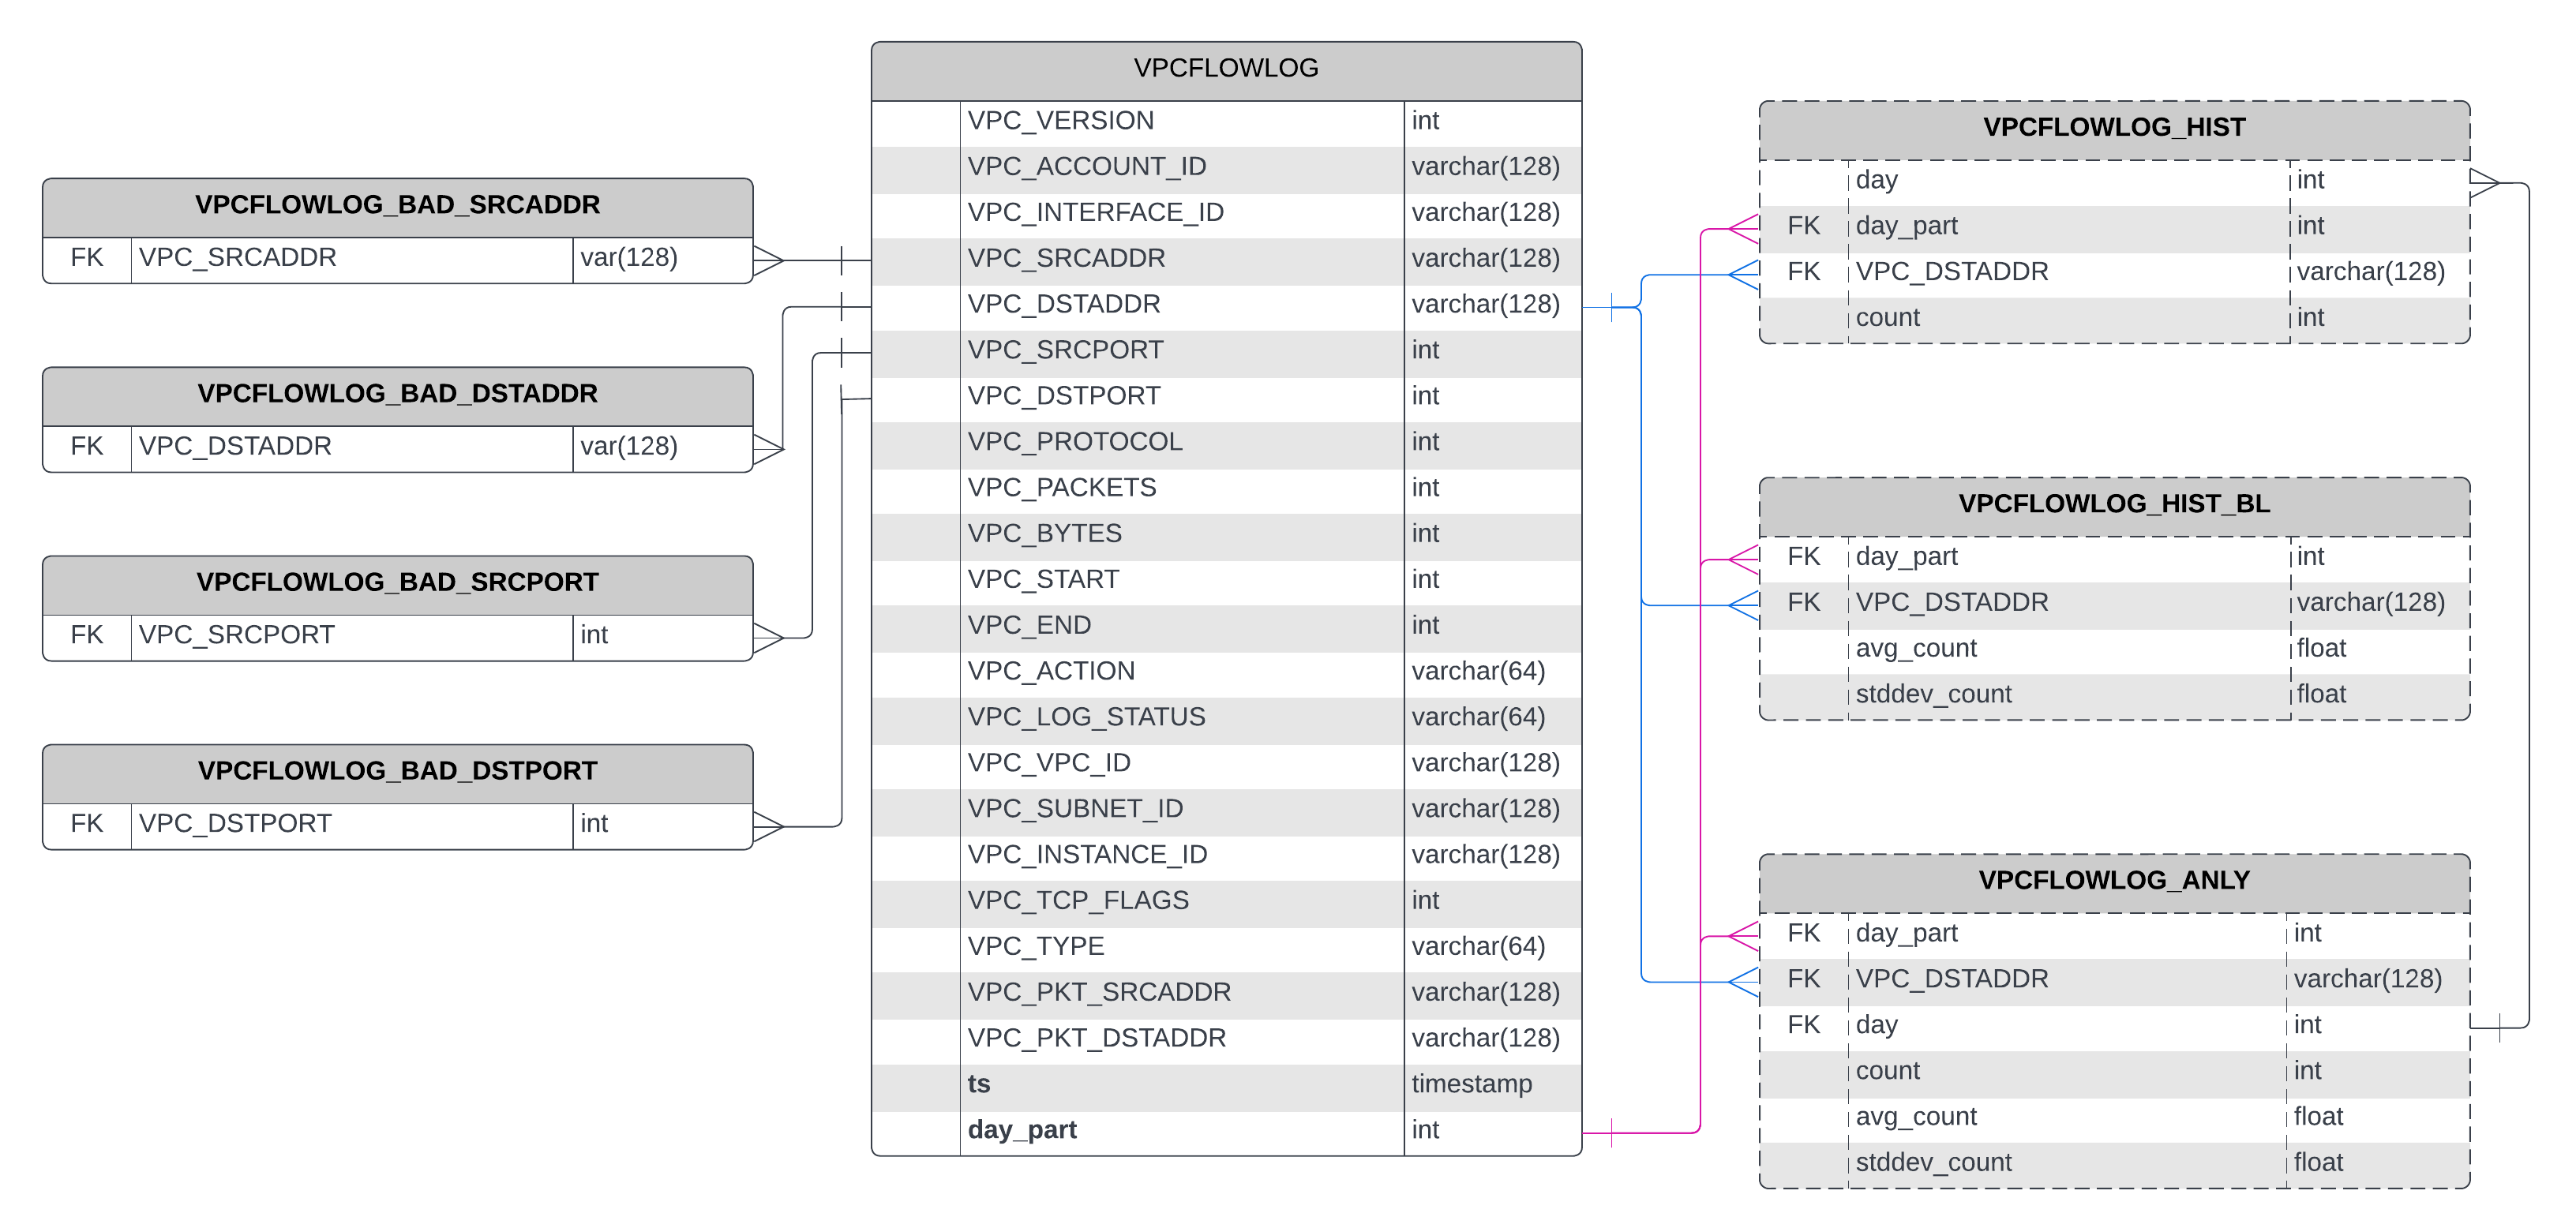 VPCFLOWLOG_BAD_SRCADDR
FK VPC_SRCADDR var(128)
VPCFLOWLOG_BAD_DSTADDR
FK VPC_DSTADDR var(128)
VPCFLOWLOG_BAD_SRCPORT
FK VPC_SRCPORT int
VPCFLOWLOG_BAD_DSTPORT
FK VPC_DSTPORT int
VPCFLOWLOG
VPC_VERSION int
VPC_ACCOUNT_ID varchar(128)
VPC_INTERFACE_ID varchar(128)
VPC_SRCADDR varchar(128)
VPC_DSTADDR varchar(128)
VPC_SRCPORT int
VPC_DSTPORT int
VPC_PROTOCOL int
VPC_PACKETS int
VPC_BYTES int
VPC_START int
VPC_END int
VPC_ACTION varchar(64)
VPC_LOG_STATUS varchar(64)
VPC_VPC_ID varchar(128)
VPC_SUBNET_ID varchar(128)
VPC_INSTANCE_ID varchar(128)
VPC_TCP_FLAGS int
VPC_TYPE varchar(64)
VPC_PKT_SRCADDR varchar(128)
VPC_PKT_DSTADDR varchar(128)
ts timestamp
day_part int
VPCFLOWLOG_HIST
day int
FK day_part int
FK VPC_DSTADDR varchar(128)
count int
VPCFLOWLOG_HIST_BL
FK day_part int
FK VPC_DSTADDR varchar(128)
avg_count float
stddev_count float
VPCFLOWLOG_ANLY
FK day_part int
FK VPC_DSTADDR varchar(128)
FK day int
count int
avg_count float
stddev_count float